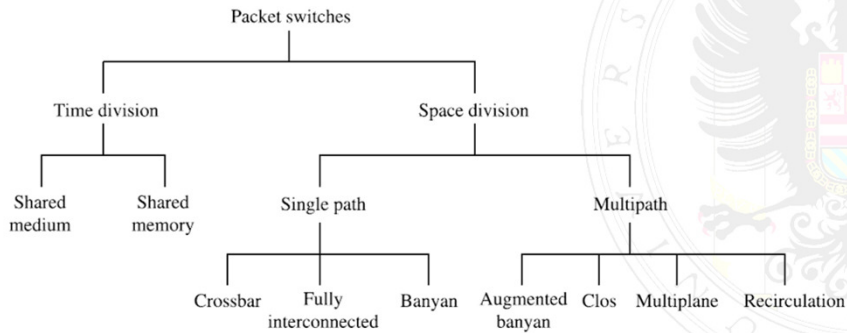 Packet switches
Time division
Space division
Shared
medium
Shared
memory
Single path
Multipath
Crossbar
Fully
interconnected
Banyan
Augmented
banyan
Clos
Multiplane
Recirculation